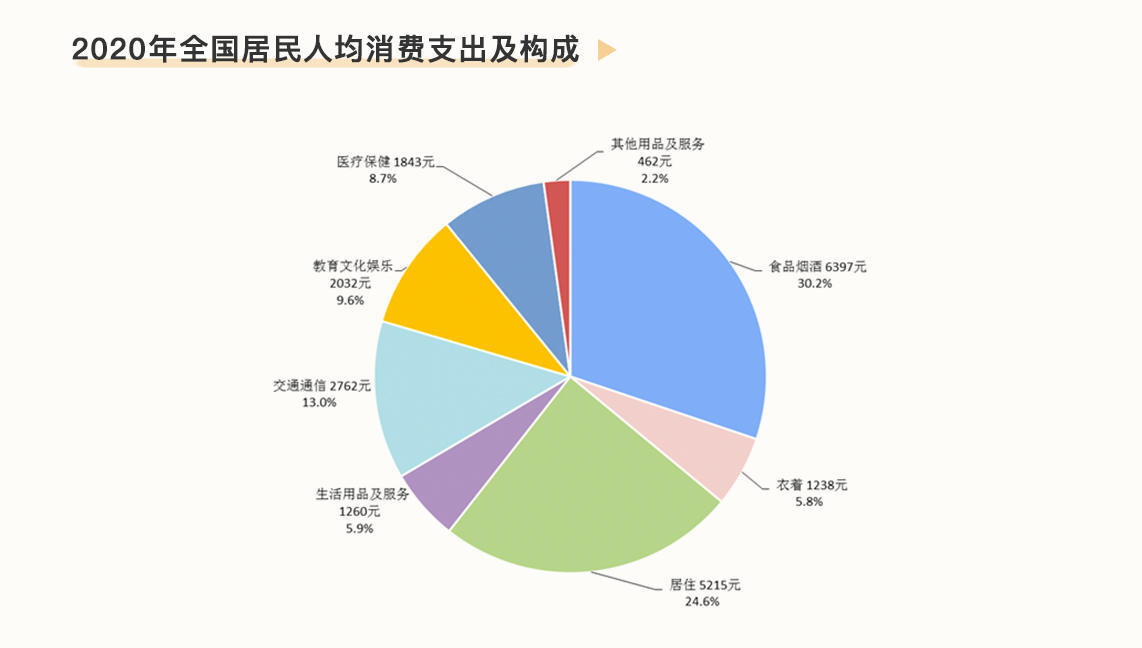 2020年全国居民人均消费支出及构成
其他用品及服务
462元
2.2%
医疗保健 1843元
8.7%
食品烟酒 6397元
30.2%
教育文化娱乐
2032元
9.6%
交通通信 2762元
13.0%
衣着 1238元
5.8%
生活用品及服务
1260元
5.9%
居住 5215元
24.6%